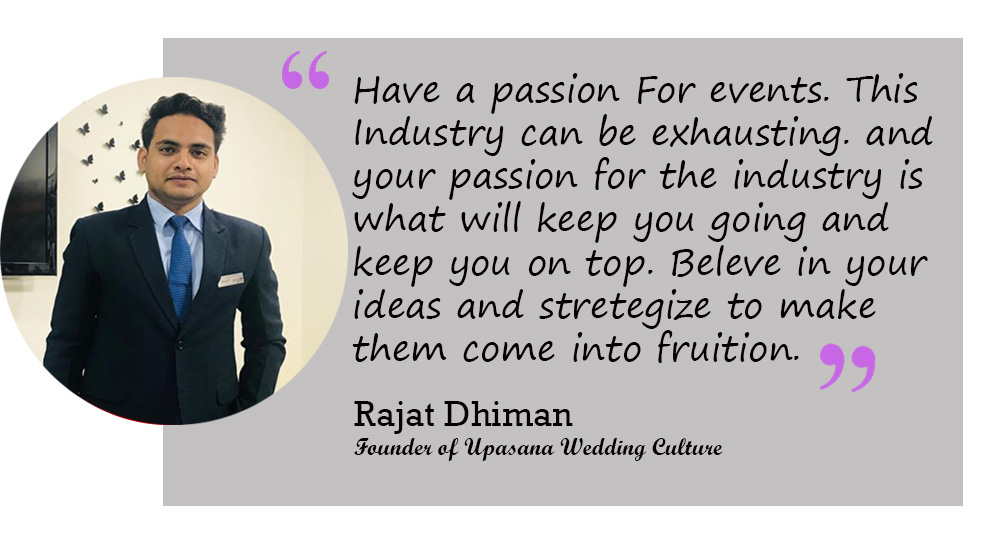 “
Have a passion For events. This
Industry can be exhausting. and
your passion for the industry is
what will keep you going and
keep you on top. Beleve in your
ideas and stretegize to make
them come into fruition.
”
Rajat Dhiman
Founder of Upasana Wedding Culture